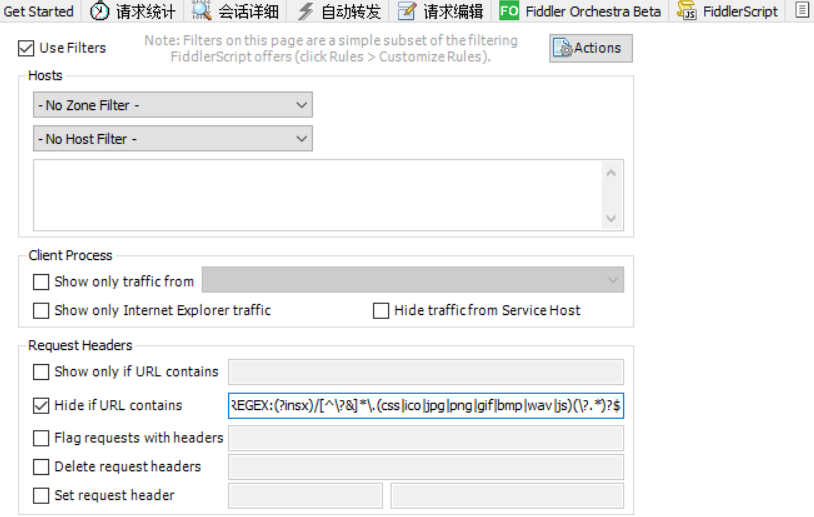 Get Started 请求统计 会话详细 自动转发 请求编辑 FO Fiddler Orchestra Beta JS FiddlerScript
Use Filters
Note: Filters on this page are a simple subset of the filtering
FiddlerScript offers (click Rules > Customize Rules).
Actions
Hosts
- No Zone Filter -
- No Host Filter -
Client Process
Show only traffic from
Show only Internet Explorer traffic Hide traffic from Service Host
Request Headers
Show only if URL contains
Hide if URL contains REGEX:(?insx)/[^\?&]*\.(css|ico|jpg|png|gif|bmp|wav|js)(\?.*)?$
Flag requests with headers
Delete request headers
Set request header